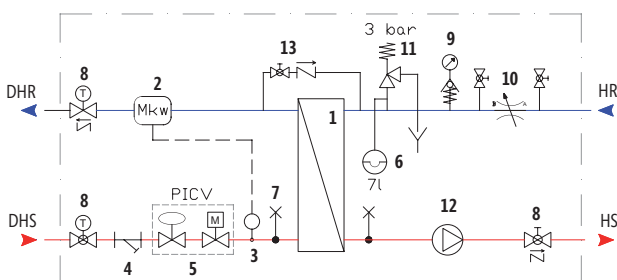 3 bar
13
11
9
8
2
10
DHR
T
MKW
1
B
A
HR
6
7l
PICV
7
12
8
8
DHS
T
M
HS
4
5
3